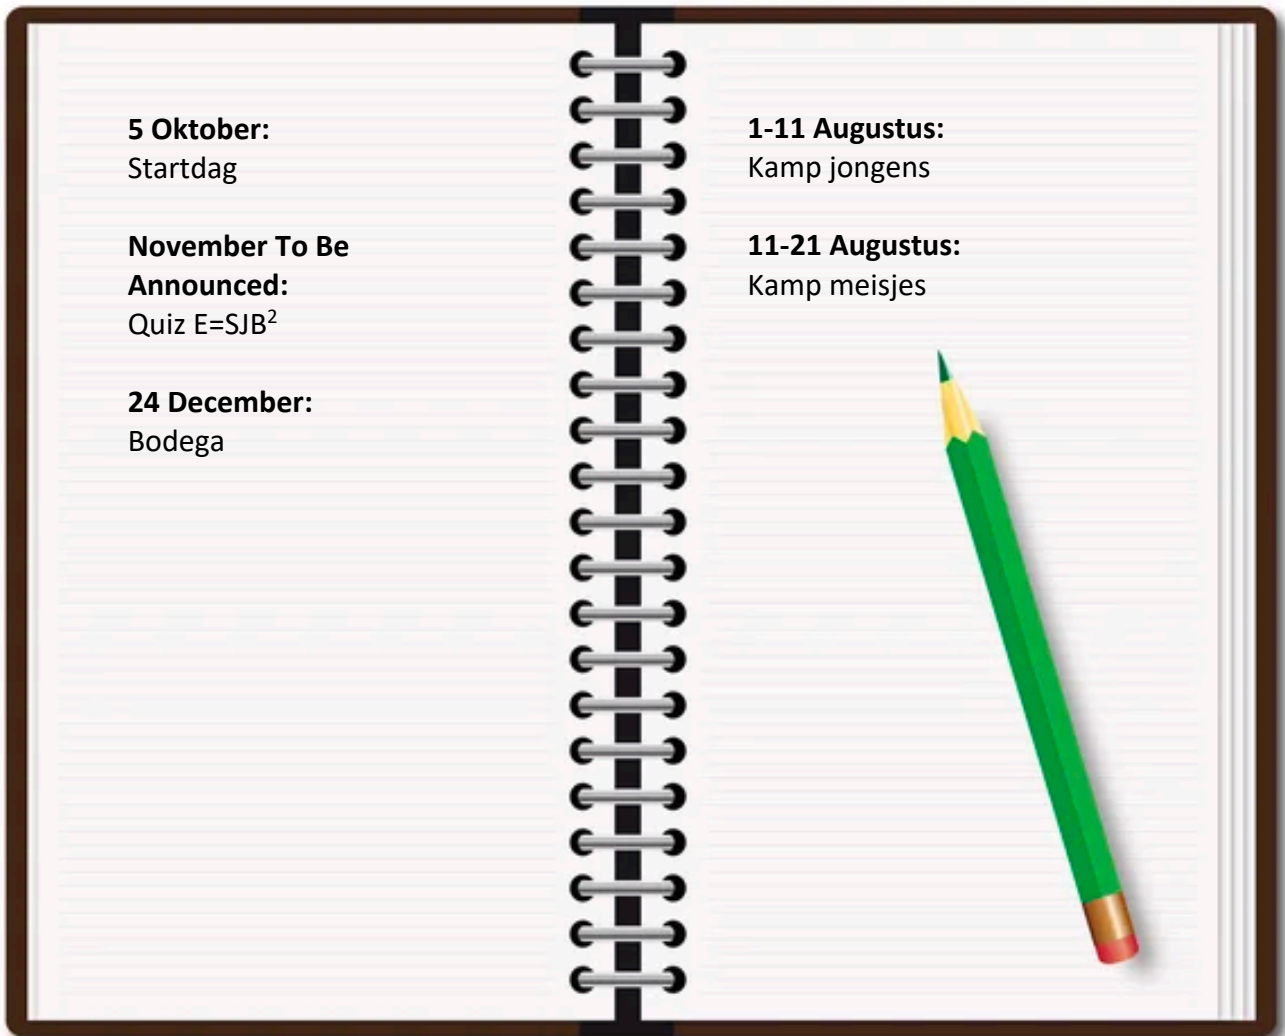 5 Oktober:
Startdag
November To Be
Announced:
Quiz E=SJB²
24 December:
Bodega
1-11 Augustus:
Kamp jongens
11-21 Augustus:
Kamp meisjes